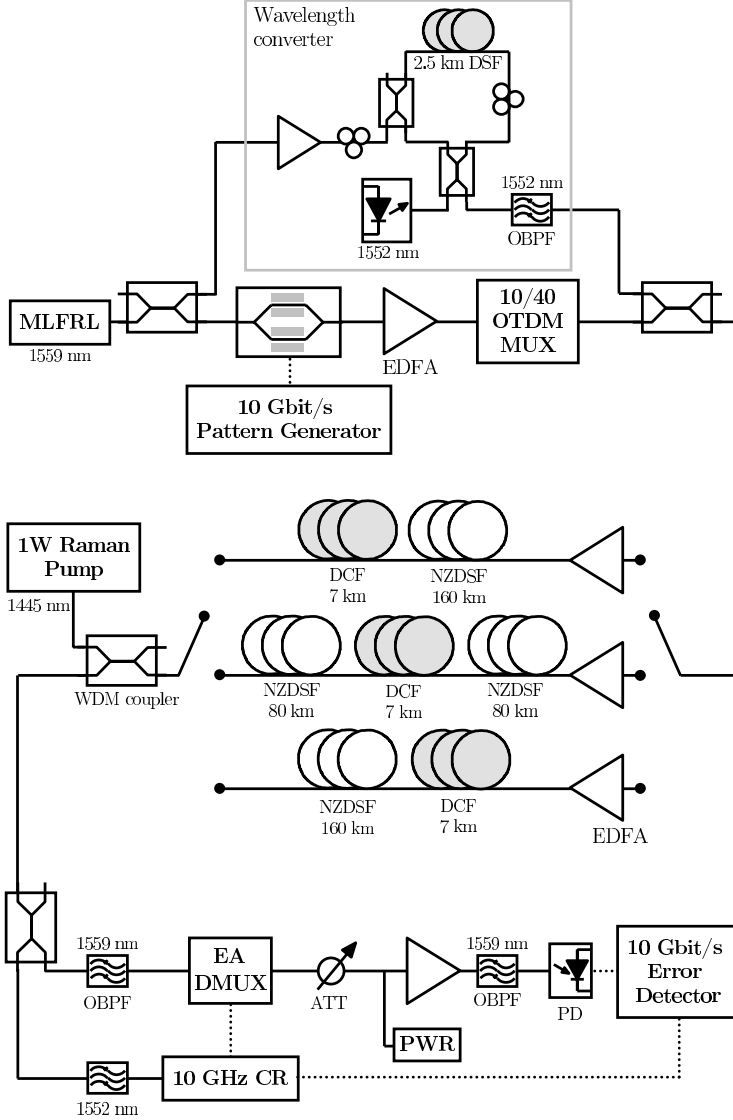 Wavelength
converter
2.5 km DSF
1552 nm
1552 nm
OBPF
MLFRL
1559 nm
EDFA
10/40
OTDM
MUX
10 Gbit/s
Pattern Generator
1W Raman
Pump
1445 nm
WDM coupler
DCF
7 km
NZDSF
160 km
NZDSF
80 km
DCF
7 km
NZDSF
80 km
NZDSF
160 km
DCF
7 km
EDFA
1559 nm
OBPF
EA
DMUX
ATT
PWR
1559 nm
OBPF
PD
10 Gbit/s
Error
Detector
10 GHz CR
1552 nm